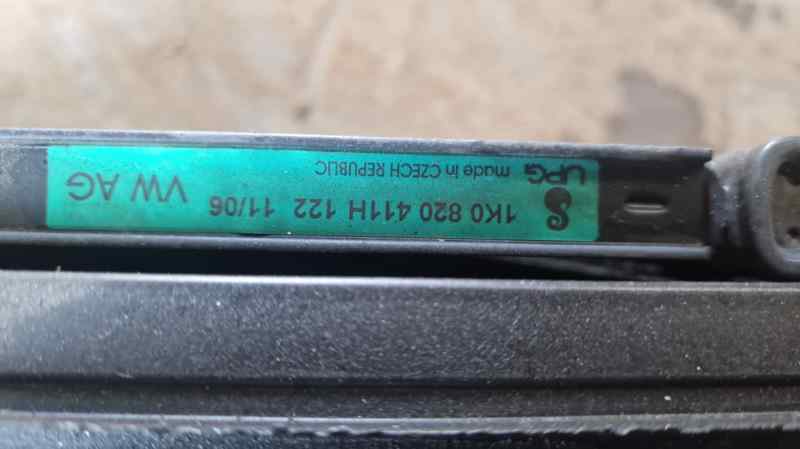 1K0 820 411H 122 11/06 VW AG
UPG made in CZECH REPUBLIC